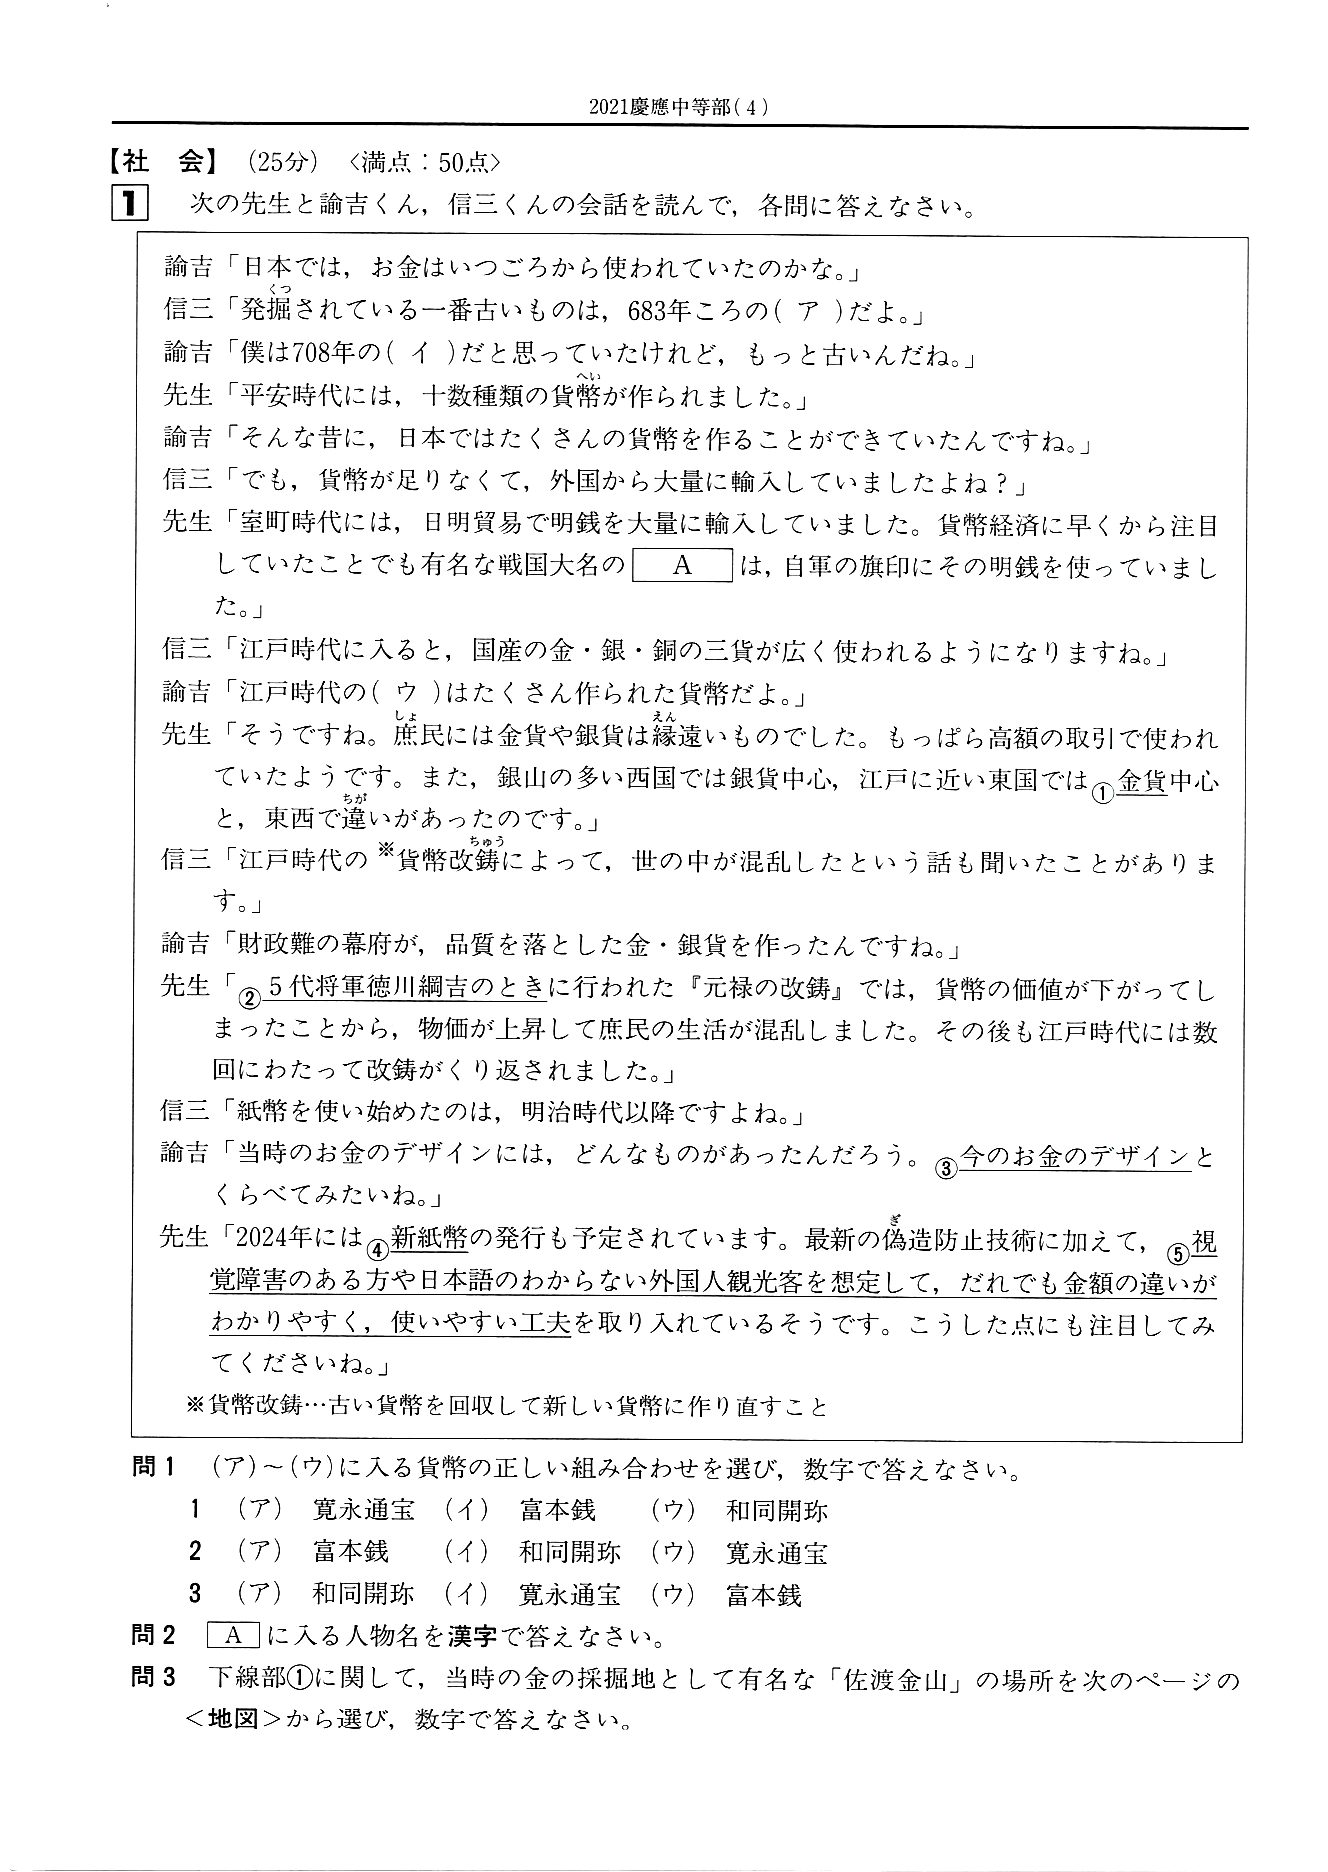 2021慶應中等部(4)
【社 会】 (25分) 〈満点：50点〉
1 次の先生と諭吉くん，信三くんの会話を読んで，各問に答えなさい。
諭吉「日本では，お金はいつごろから使われていたのかな。」
信三「発掘されている一番古いものは，683年ころの( ア )だよ。」
諭吉「僕は708年の( イ )だと思っていたけれど，もっと古いんだね。」
先生「平安時代には，十数種類の貨幣が作られました。」
諭吉「そんな昔に，日本ではたくさんの貨幣を作ることができていたんですね。」
信三「でも，貨幣が足りなくて，外国から大量に輸入していましたよね？」
先生「室町時代には，日明貿易で明銭を大量に輸入していました。貨幣経済に早くから注目
していたことでも有名な戦国大名の A は，自軍の旗印にその明銭を使っていまし
た。」
信三「江戸時代に入ると，国産の金・銀・銅の三貨が広く使われるようになりますね。」
諭吉「江戸時代の( ウ )はたくさん作られた貨幣だよ。」
先生「そうですね。庶民には金貨や銀貨は縁遠いものでした。もっぱら高額の取引で使われ
ていたようです。また，銀山の多い西国では銀貨中心，江戸に近い東国では①金貨中心
と，東西で違いがあったのです。」
信三「江戸時代の※貨幣改鋳によって，世の中が混乱したという話も聞いたことがありま
す。」
諭吉「財政難の幕府が，品質を落とした金・銀貨を作ったんですね。」
先生「②5代将軍徳川綱吉のときに行われた『元禄の改鋳』では，貨幣の価値が下がってし
まったことから，物価が上昇して庶民の生活が混乱しました。その後も江戸時代には数
回にわたって改鋳がくり返されました。」
信三「紙幣を使い始めたのは，明治時代以降ですよね。」
諭吉「当時のお金のデザインには，どんなものがあったんだろう。③今のお金のデザインと
くらべてみたいね。」
先生「2024年には④新紙幣の発行も予定されています。最新の偽造防止技術に加えて，⑤視
覚障害のある方や日本語のわからない外国人観光客を想定して，だれでも金額の違いが
わかりやすく，使いやすい工夫を取り入れているそうです。こうした点にも注目してみ
てくださいね。」
※貨幣改鋳…古い貨幣を回収して新しい貨幣に作り直すこと
問1 (ア)～(ウ)に入る貨幣の正しい組み合わせを選び，数字で答えなさい。
1 (ア) 寛永通宝 (イ) 富本銭 (ウ) 和同開珎
2 (ア) 富本銭 (イ) 和同開珎 (ウ) 寛永通宝
3 (ア) 和同開珎 (イ) 寛永通宝 (ウ) 富本銭
問2 A に入る人物名を漢字で答えなさい。
問3 下線部①に関して，当時の金の採掘地として有名な「佐渡金山」の場所を次のページの
＜地図＞から選び，数字で答えなさい。